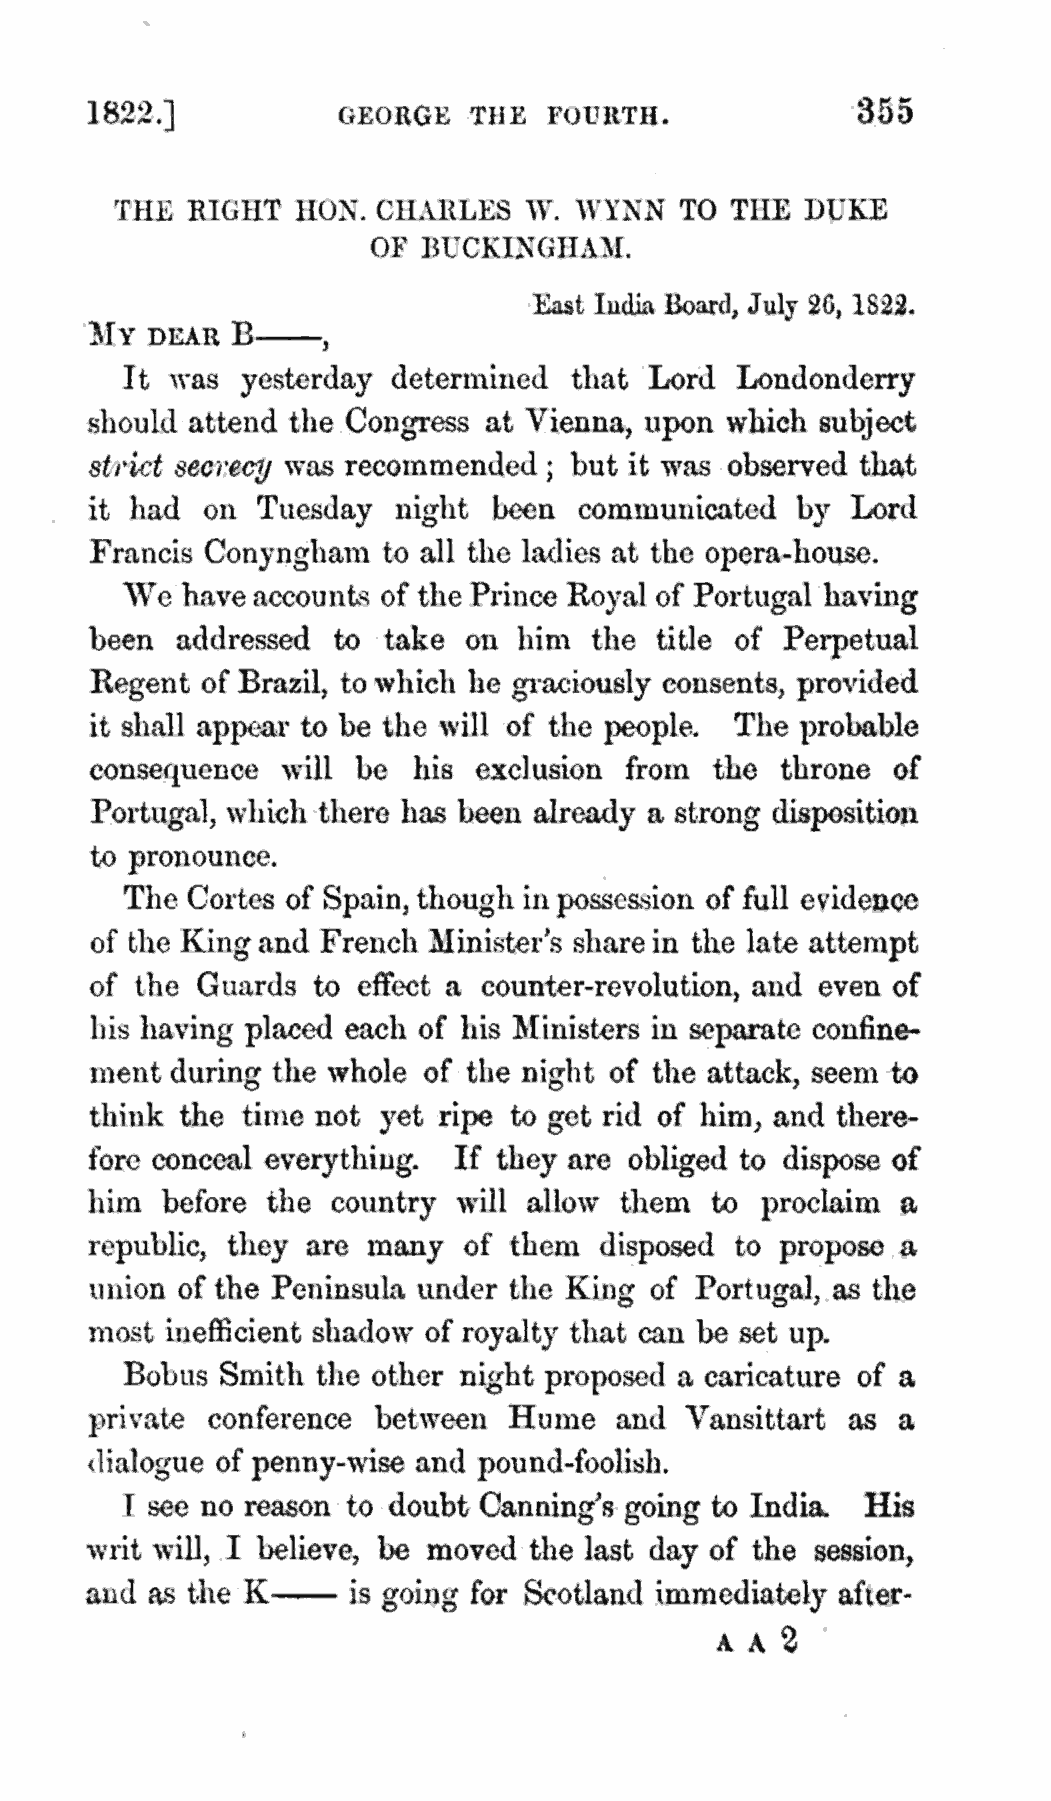 1822.] GEORGE THE FOURTH. 355
THE RIGHT HON. CHARLES W. WYNN TO THE DUKE
OF BUCKINGHAM.
East India Board, July 26, 1822.
MY DEAR B——,
It was yesterday determined that Lord Londonderry
should attend the Congress at Vienna, upon which subject
strict secrecy was recommended; but it was observed that
it had on Tuesday night been communicated by Lord
Francis Conyngham to all the ladies at the opera-house.
We have accounts of the Prince Royal of Portugal having
been addressed to take on him the title of Perpetual
Regent of Brazil, to which he graciously consents, provided
it shall appear to be the will of the people. The probable
consequence will be his exclusion from the throne of
Portugal, which there has been already a strong disposition
to pronounce.
The Cortes of Spain, though in possession of full evidence
of the King and French Minister's share in the late attempt
of the Guards to effect a counter-revolution, and even of
his having placed each of his Ministers in separate confine-
ment during the whole of the night of the attack, seem to
think the time not yet ripe to get rid of him, and there-
fore conceal everything. If they are obliged to dispose of
him before the country will allow them to proclaim a
republic, they are many of them disposed to propose a
union of the Peninsula under the King of Portugal, as the
most inefficient shadow of royalty that can be set up.
Bobus Smith the other night proposed a caricature of a
private conference between Hume and Vansittart as a
dialogue of penny-wise and pound-foolish.
I see no reason to doubt Canning's going to India. His
writ will, I believe, be moved the last day of the session,
and as the K—— is going for Scotland immediately after-
A A 2